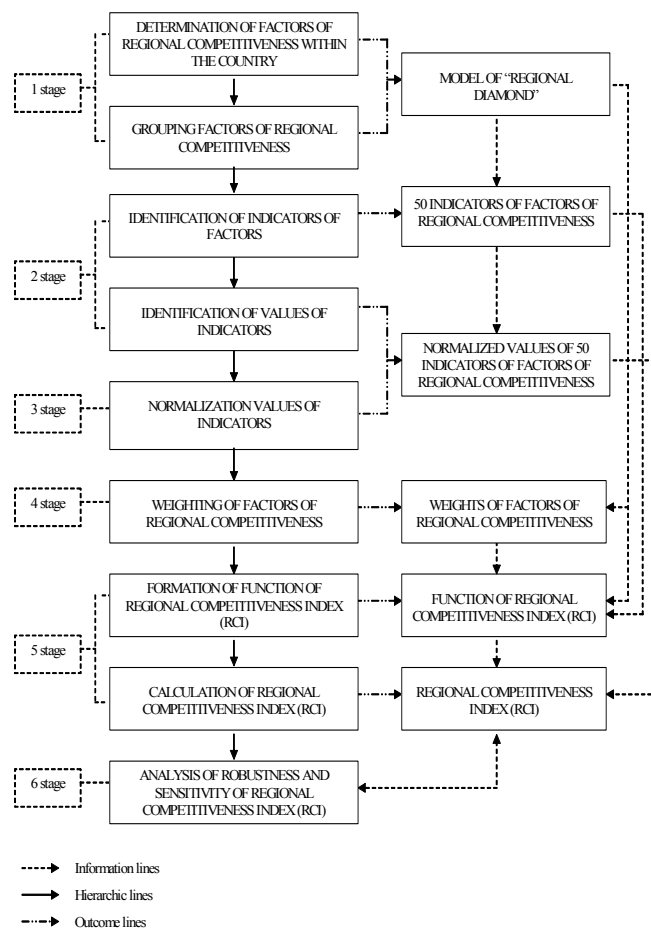 DETERMINATION OF FACTORS OF
REGIONAL COMPETITIVENESS WITHIN
THE COUNTRY
MODEL OF “REGIONAL
DIAMOND”
1 stage
GROUPING FACTORS OF REGIONAL
COMPETITIVENESS
IDENTIFICATION OF INDICATORS OF
FACTORS
50 INDICATORS OF FACTORS OF
REGIONAL COMPETITIVENESS
2 stage
IDENTIFICATION OF VALUES OF
INDICATORS
NORMALIZED VALUES OF 50
INDICATORS OF FACTORS OF
REGIONAL COMPETITIVENESS
3 stage
NORMALIZATION VALUES OF
INDICATORS
4 stage
WEIGHTING OF FACTORS OF
REGIONAL COMPETITIVENESS
WEIGHTS OF FACTORS OF
REGIONAL COMPETITIVENESS
FORMATION OF FUNCTION OF
REGIONAL COMPETITIVENESS INDEX
(RCI)
FUNCTION OF REGIONAL
COMPETITIVENESS INDEX (RCI)
5 stage
CALCULATION OF REGIONAL
COMPETITIVENESS INDEX (RCI)
REGIONAL COMPETITIVENESS
INDEX (RCI)
6 stage
ANALYSIS OF ROBUSTNESS AND
SENSITIVITY OF REGIONAL
COMPETITIVENESS INDEX (RCI)
Information lines
Hierarchic lines
Outcome lines